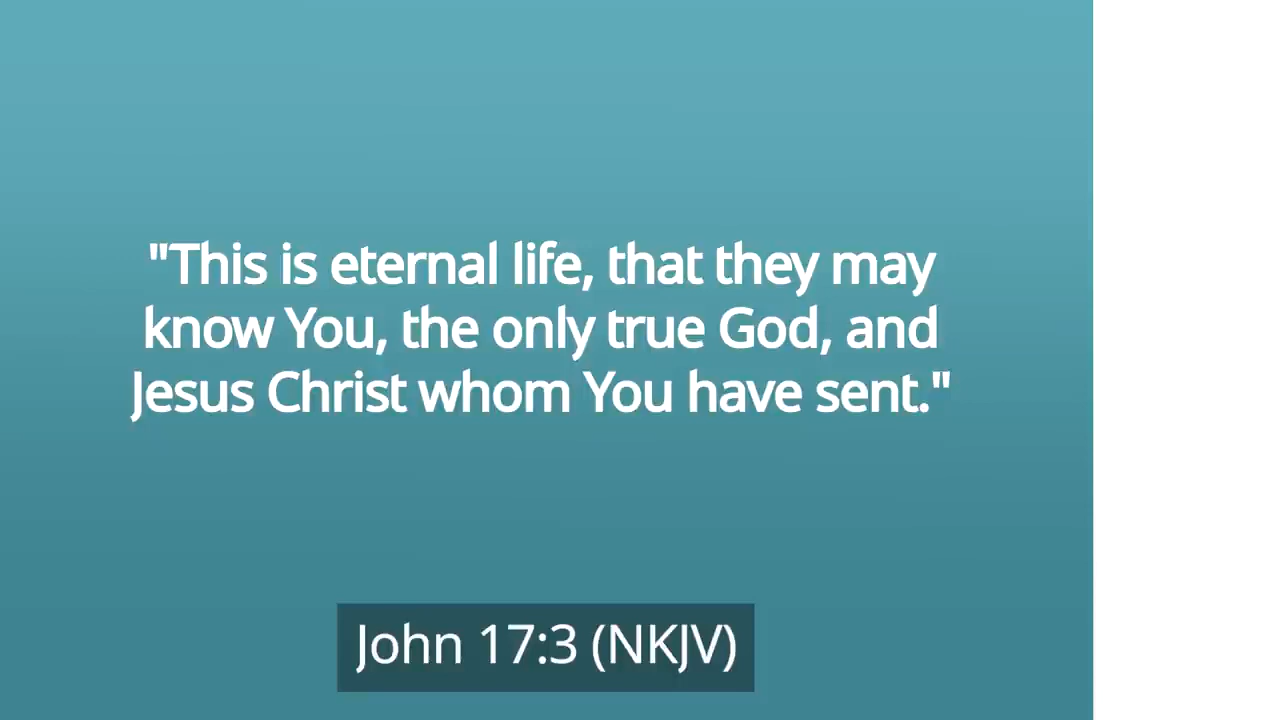 "This is eternal life, that they may
know You, the only true God, and
Jesus Christ whom You have sent."
John 17:3 (NKJV)